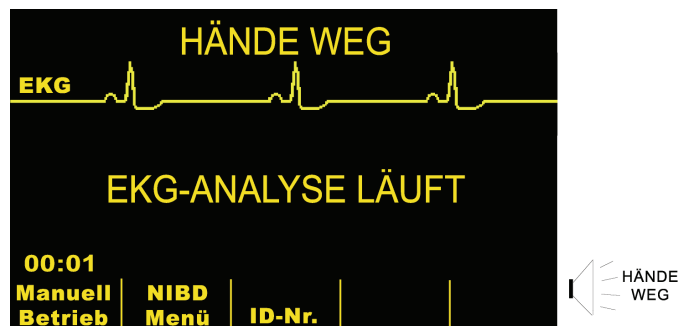 HÄNDE WEG
EKG
EKG-ANALYSE LÄUFT
00:01
Manuell Betrieb
NIBD Menü
ID-Nr.
HÄNDE
WEG